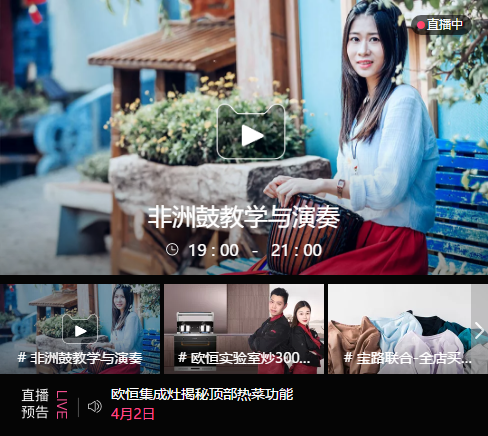 直播中
非洲鼓教学与演奏
19 : 00 - 21 : 00
# 非洲鼓教学与演奏
# 欧恒实验室炒300...
# 宝路联合-全店买...
直播
预告
LIVE
欧恒集成灶揭秘顶部热菜功能
4月2日